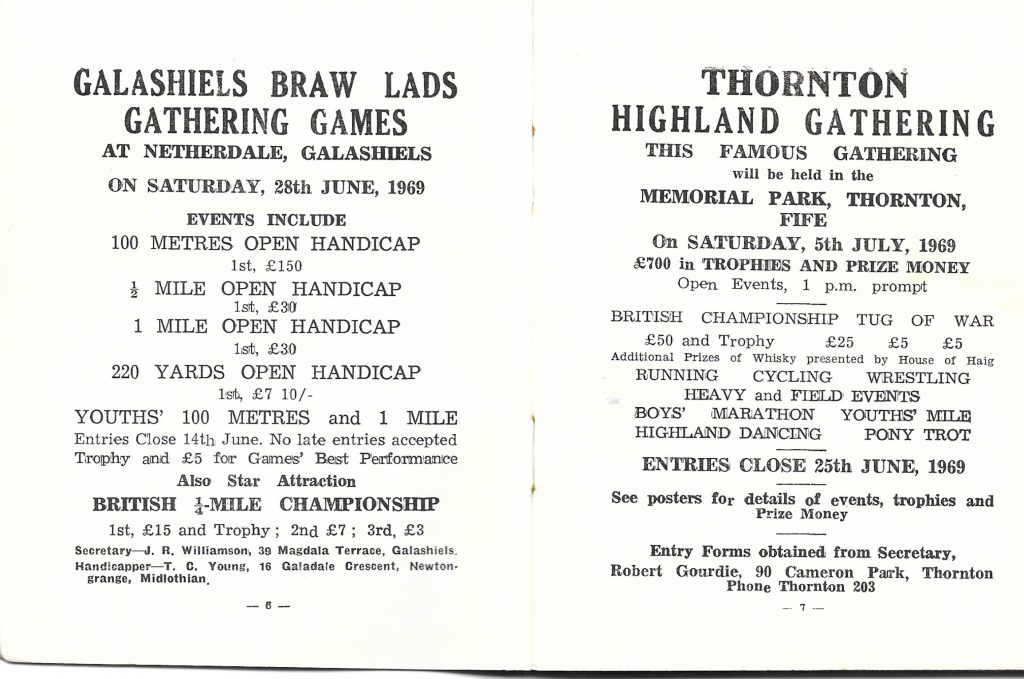 GALASHIELS BRAW LADS
GATHERING GAMES
AT NETHERDALE, GALASHIELS
ON SATURDAY, 28th JUNE, 1969
EVENTS INCLUDE
100 METRES OPEN HANDICAP
1st, £150
½ MILE OPEN HANDICAP
1st, £30
1 MILE OPEN HANDICAP
1st, £30
220 YARDS OPEN HANDICAP
1st, £7 10/-
YOUTHS' 100 METRES and 1 MILE
Entries Close 14th June. No late entries accepted
Trophy and £5 for Games' Best Performance
Also Star Attraction
BRITISH ¼-MILE CHAMPIONSHIP
1st, £15 and Trophy; 2nd £7; 3rd, £3
Secretary—J. R. Williamson, 39 Magdala Terrace, Galashiels.
Handicapper—T. C. Young, 16 Galadale Crescent, Newton-
grange, Midlothian.
— 6 —
THORNTON
HIGHLAND GATHERING
THIS FAMOUS GATHERING
will be held in the
MEMORIAL PARK, THORNTON,
FIFE
On SATURDAY, 5th JULY, 1969
£700 in TROPHIES AND PRIZE MONEY
Open Events, 1 p.m. prompt
BRITISH CHAMPIONSHIP TUG OF WAR
£50 and Trophy £25 £5 £5
Additional Prizes of Whisky presented by House of Haig
RUNNING CYCLING WRESTLING
HEAVY and FIELD EVENTS
BOYS' MARATHON YOUTHS' MILE
HIGHLAND DANCING PONY TROT
ENTRIES CLOSE 25th JUNE, 1969
See posters for details of events, trophies and
Prize Money
Entry Forms obtained from Secretary,
Robert Gourdie, 90 Cameron Park, Thornton
Phone Thornton 203
— 7 —